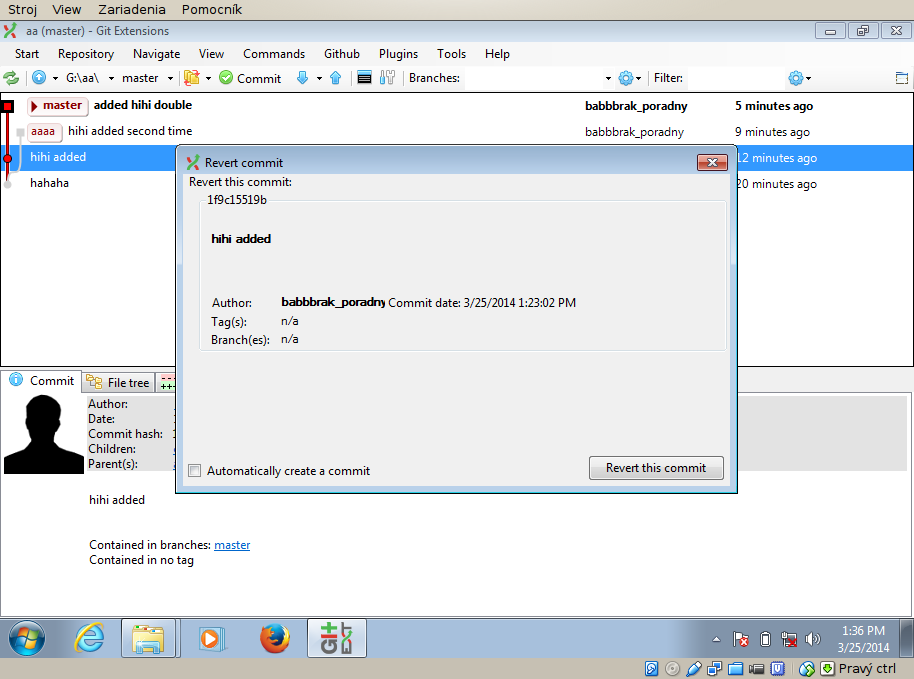 Stroj View Zariadenia Pomocník
aa (master) - Git Extensions
Start Repository Navigate View Commands Github Plugins Tools Help
G:\aa\ master Commit Branches: Filter:
master added hihi double babbbrak_poradny 5 minutes ago
aaaa hihi added second time babbbrak_poradny 9 minutes ago
hihi added 12 minutes ago
hahaha 20 minutes ago
Revert commit
Revert this commit:
1f9c15519b
hihi added
Author: babbbrak_poradny Commit date: 3/25/2014 1:23:02 PM
Tag(s): n/a
Branch(es): n/a
Automatically create a commit Revert this commit
Commit File tree
Author:
Date:
Commit hash:
Children:
Parent(s):
hihi added
Contained in branches: master
Contained in no tag
Git EXT
1:36 PM
3/25/2014
Pravý ctrl